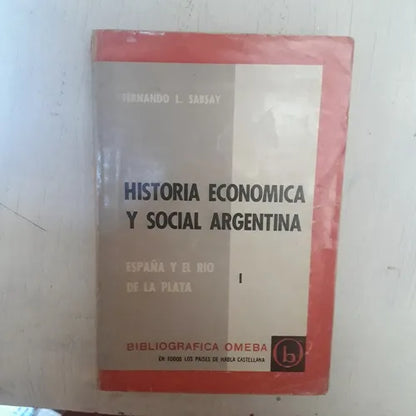 FERNANDO L. SABSAY
HISTORIA ECONOMICA
Y SOCIAL ARGENTINA
ESPAÑA Y EL RIO
DE LA PLATA
I
BIBLIOGRAFICA OMEBA
EN TODOS LOS PAISES DE HABLA CASTELLANA
b